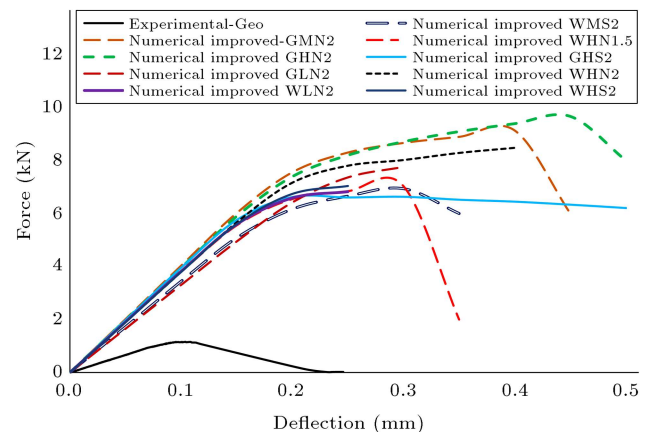 Experimental-Geo
Numerical improved-GMN2
Numerical improved GHN2
Numerical improved GLN2
Numerical improved WLN2
Numerical improved WMS2
Numerical improved WHN1.5
Numerical improved GHS2
Numerical improved WHN2
Numerical improved WHS2
12
10
8
6
4
2
0
Force (kN)
0.0 0.1 0.2 0.3 0.4 0.5
Deflection (mm)